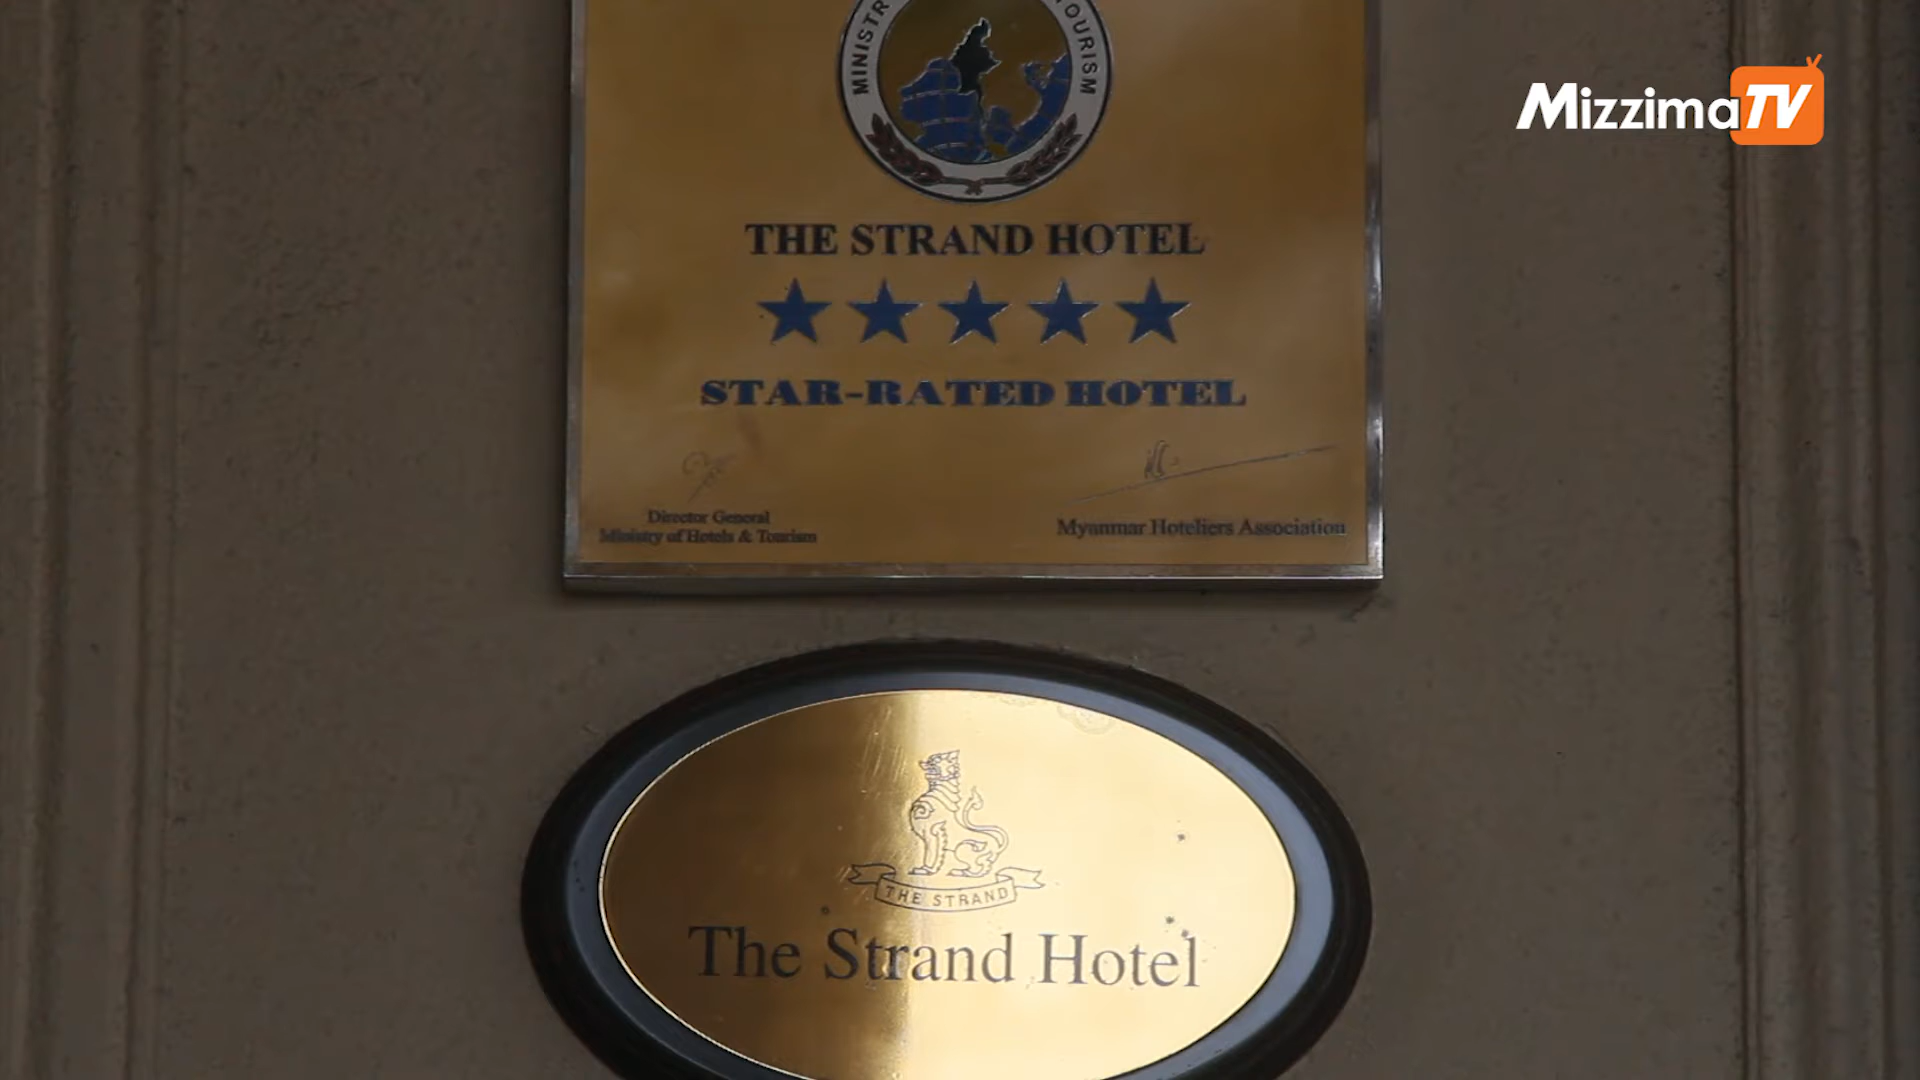 MINISTR
TOURISM
MizzimaTV
THE STRAND HOTEL
STAR-RATED HOTEL
Director General
Ministry of Hotels & Tourism
Myanmar Hoteliers Association
THE STRAND
The Strand Hotel